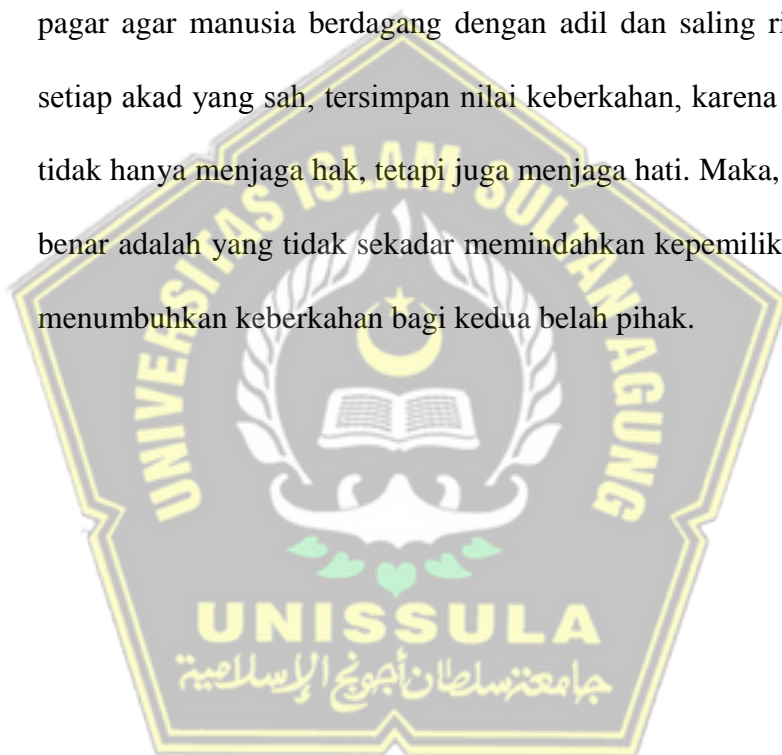 pagar agar manusia berdagang dengan adil dan saling
setiap akad yang sah, tersimpan nilai keberkahan, karena
tidak hanya menjaga hak, tetapi juga menjaga hati. Maka,
benar adalah yang tidak sekadar memindahkan
menumbuhkan keberkahan bagi kedua belah pihak.
UNIVERSITAS ISLAM SULTAN AGUNG
UNISSULA
جامعة سلطان أجونج الإسلامية